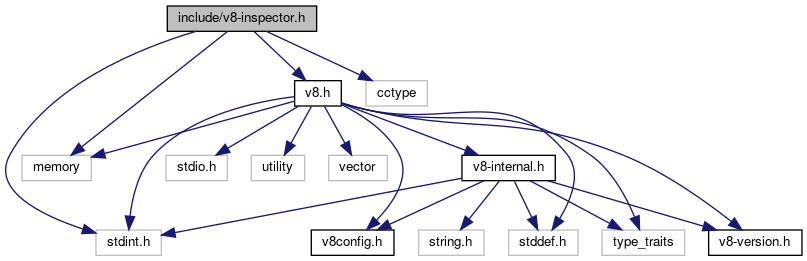 include/v8-inspector.h
v8.h
cctype
memory
stdio.h
utility
vector
v8-internal.h
stdint.h
v8config.h
string.h
stddef.h
type_traits
v8-version.h